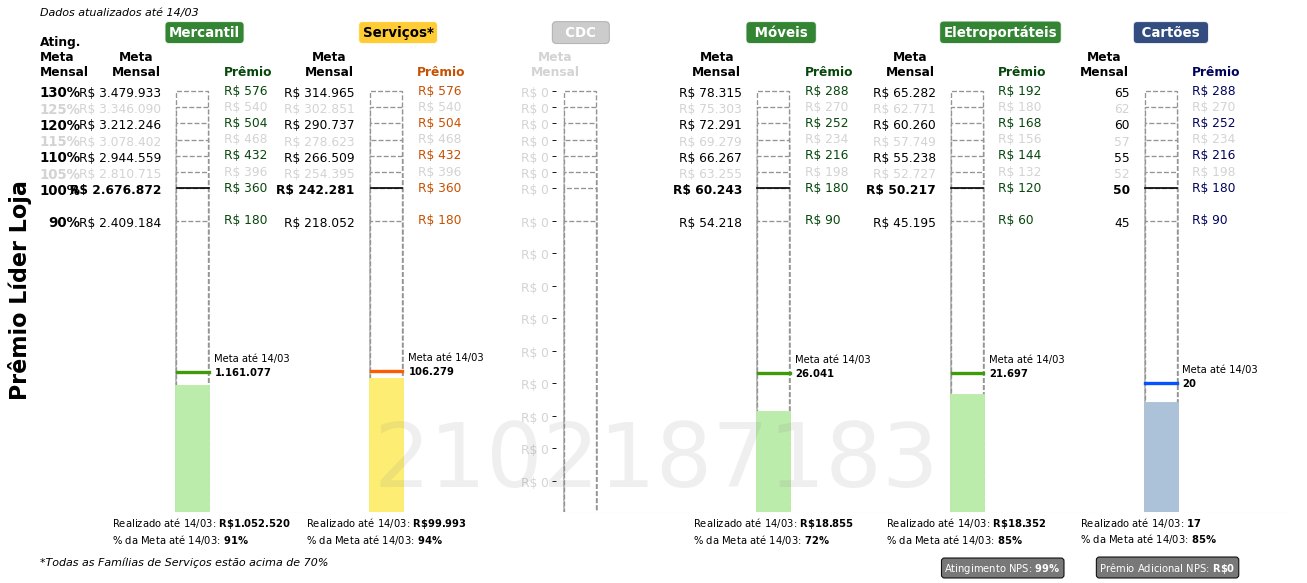 Dados atualizados até 14/03
Mercantil Serviços* CDC Móveis Eletroportáteis Cartões
Ating. Meta Mensal
Meta Mensal Prêmio Meta Mensal Prêmio Meta Mensal Meta Mensal Prêmio Meta Mensal Prêmio Meta Mensal Prêmio
130% R$ 3.479.933 R$ 576 R$ 314.965 R$ 576 R$ 0 R$ 78.315 R$ 288 R$ 65.282 R$ 192 65 R$ 288
125% R$ 3.346.090 R$ 540 R$ 302.851 R$ 540 R$ 0 R$ 75.303 R$ 270 R$ 62.771 R$ 180 62 R$ 270
120% R$ 3.212.246 R$ 504 R$ 290.737 R$ 504 R$ 0 R$ 72.291 R$ 252 R$ 60.260 R$ 168 60 R$ 252
115% R$ 3.078.402 R$ 468 R$ 278.623 R$ 468 R$ 0 R$ 69.279 R$ 234 R$ 57.749 R$ 156 57 R$ 234
110% R$ 2.944.559 R$ 432 R$ 266.509 R$ 432 R$ 0 R$ 66.267 R$ 216 R$ 55.238 R$ 144 55 R$ 216
105% R$ 2.810.715 R$ 396 R$ 254.395 R$ 396 R$ 0 R$ 63.255 R$ 198 R$ 52.727 R$ 132 52 R$ 198
100% R$ 2.676.872 R$ 360 R$ 242.281 R$ 360 R$ 0 R$ 60.243 R$ 180 R$ 50.217 R$ 120 50 R$ 180
90% R$ 2.409.184 R$ 180 R$ 218.052 R$ 180 R$ 0 R$ 54.218 R$ 90 R$ 45.195 R$ 60 45 R$ 90
R$ 0
R$ 0
R$ 0
R$ 0
R$ 0
R$ 0
R$ 0
R$ 0
Prêmio Líder Loja
Meta até 14/03 Meta até 14/03 Meta até 14/03 Meta até 14/03 Meta até 14/03
1.161.077 106.279 26.041 21.697 20
2102187183
Realizado até 14/03: R$1.052.520 Realizado até 14/03: R$99.993 Realizado até 14/03: R$18.855 Realizado até 14/03: R$18.352 Realizado até 14/03: 17
% da Meta até 14/03: 91% % da Meta até 14/03: 94% % da Meta até 14/03: 72% % da Meta até 14/03: 85% % da Meta até 14/03: 85%
*Todas as Famílias de Serviços estão acima de 70%
Atingimento NPS: 99% Prêmio Adicional NPS: R$0